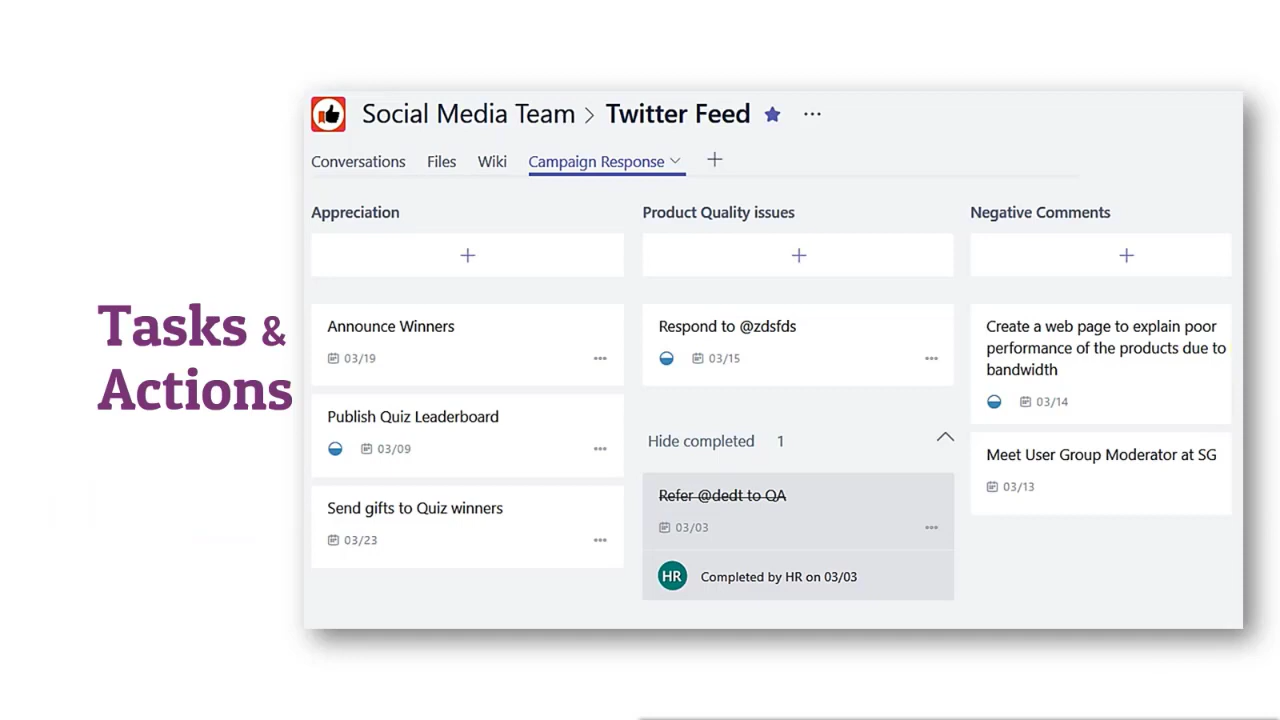 Tasks &
Actions
Social Media Team > Twitter Feed
Conversations Files Wiki Campaign Response
Appreciation
Announce Winners
03/19
Publish Quiz Leaderboard
03/09
Send gifts to Quiz winners
03/23
Product Quality issues
Respond to @zdsfds
03/15
Hide completed 1
Refer @dedt to QA
03/03
HR Completed by HR on 03/03
Negative Comments
Create a web page to explain poor
performance of the products due to
bandwidth
03/14
Meet User Group Moderator at SG
03/13